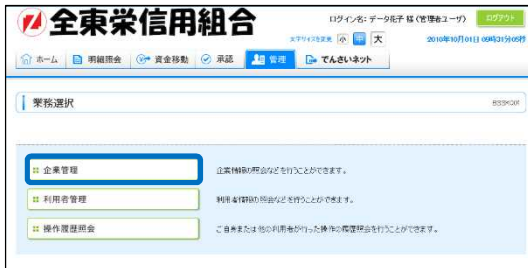 全東栄信用組合
ログイン名：データ花子 様（管理者ユーザ）
ログアウト
文字サイズを変更 小 中 大
2010年10月01日 09時31分05秒
ホーム 明細照会 資金移動 承認 管理 でんさいネット
業務選択
BSSK001
企業管理
企業情報の照会などを行うことができます。
利用者管理
利用者情報の照会などを行うことができます。
操作履歴照会
ご自身または他の利用者が行った操作の履歴照会を行うことができます。